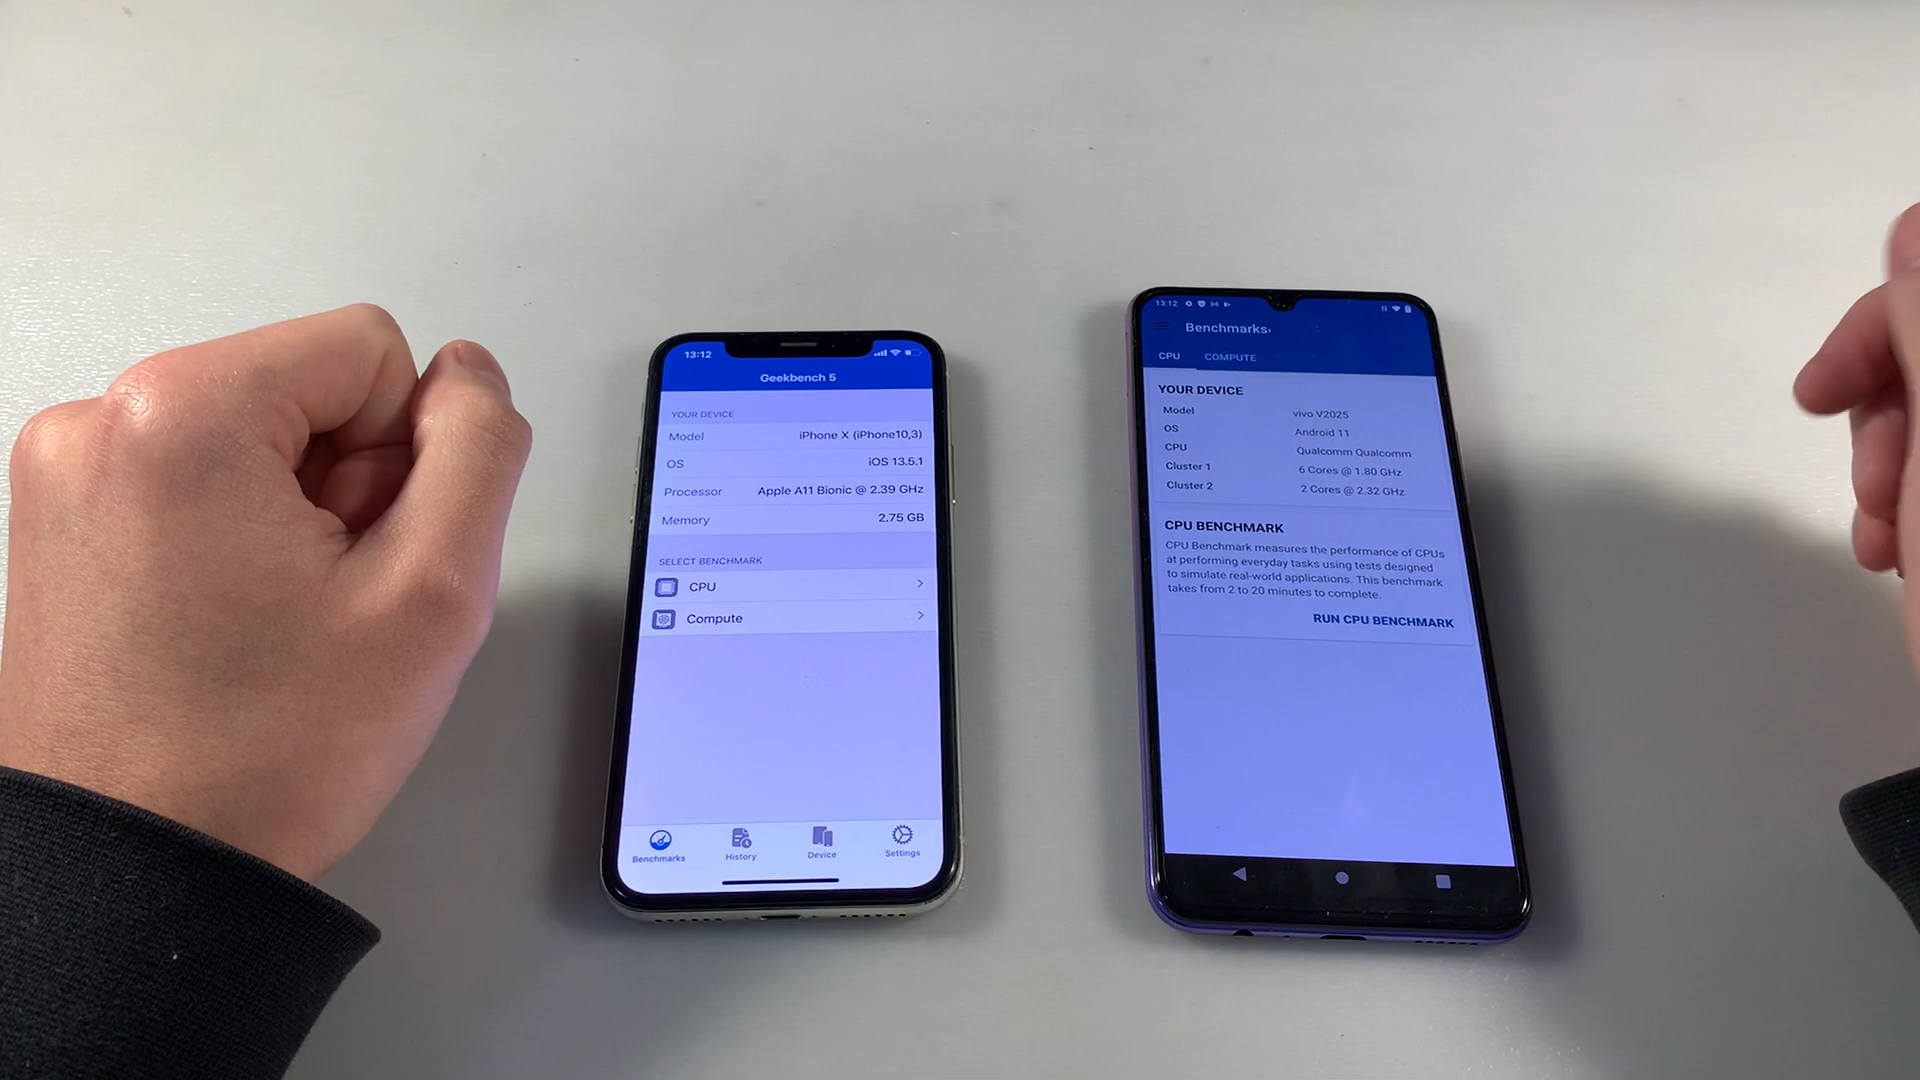 13:12
Geekbench 5
YOUR DEVICE
Model iPhone X (iPhone10,3)
OS iOS 13.5.1
Processor Apple A11 Bionic @ 2.39 GHz
Memory 2.75 GB
SELECT BENCHMARK
CPU
Compute
Benchmarks History Device Settings
13:12
Benchmarks
CPU COMPUTE
YOUR DEVICE
Model vivo V2025
OS Android 11
CPU Qualcomm Qualcomm
Cluster 1 6 Cores @ 1.80 GHz
Cluster 2 2 Cores @ 2.32 GHz
CPU BENCHMARK
CPU Benchmark measures the performance of CPUs
at performing everyday tasks using tests designed
to simulate real-world applications. This benchmark
takes from 2 to 20 minutes to complete.
RUN CPU BENCHMARK